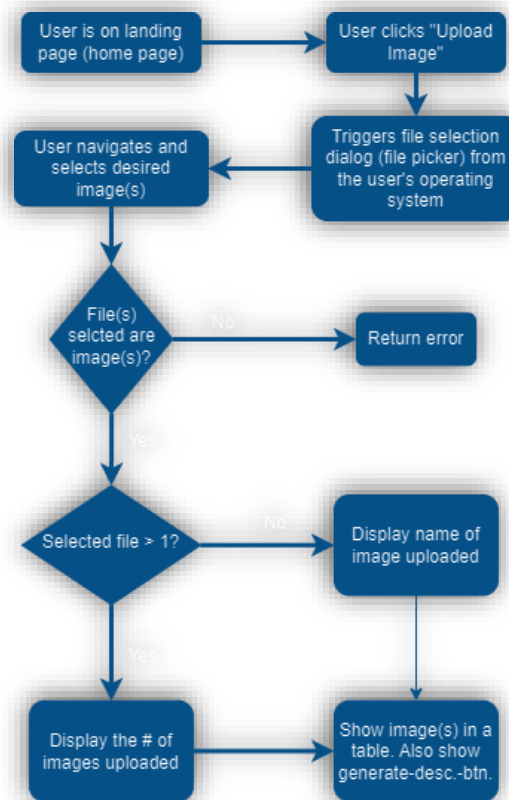 User is on landing
page (home page)
User clicks "Upload
Image"
Triggers file selection
dialog (file picker) from
the user's operating
system
User navigates and
selects desired
image(s)
File(s)
selcted are
image(s)?
No
Return error
Yes
Selected file > 1?
No
Display name of
image uploaded
Yes
Display the # of
images uploaded
Show image(s) in a
table. Also show
generate-desc.-btn.